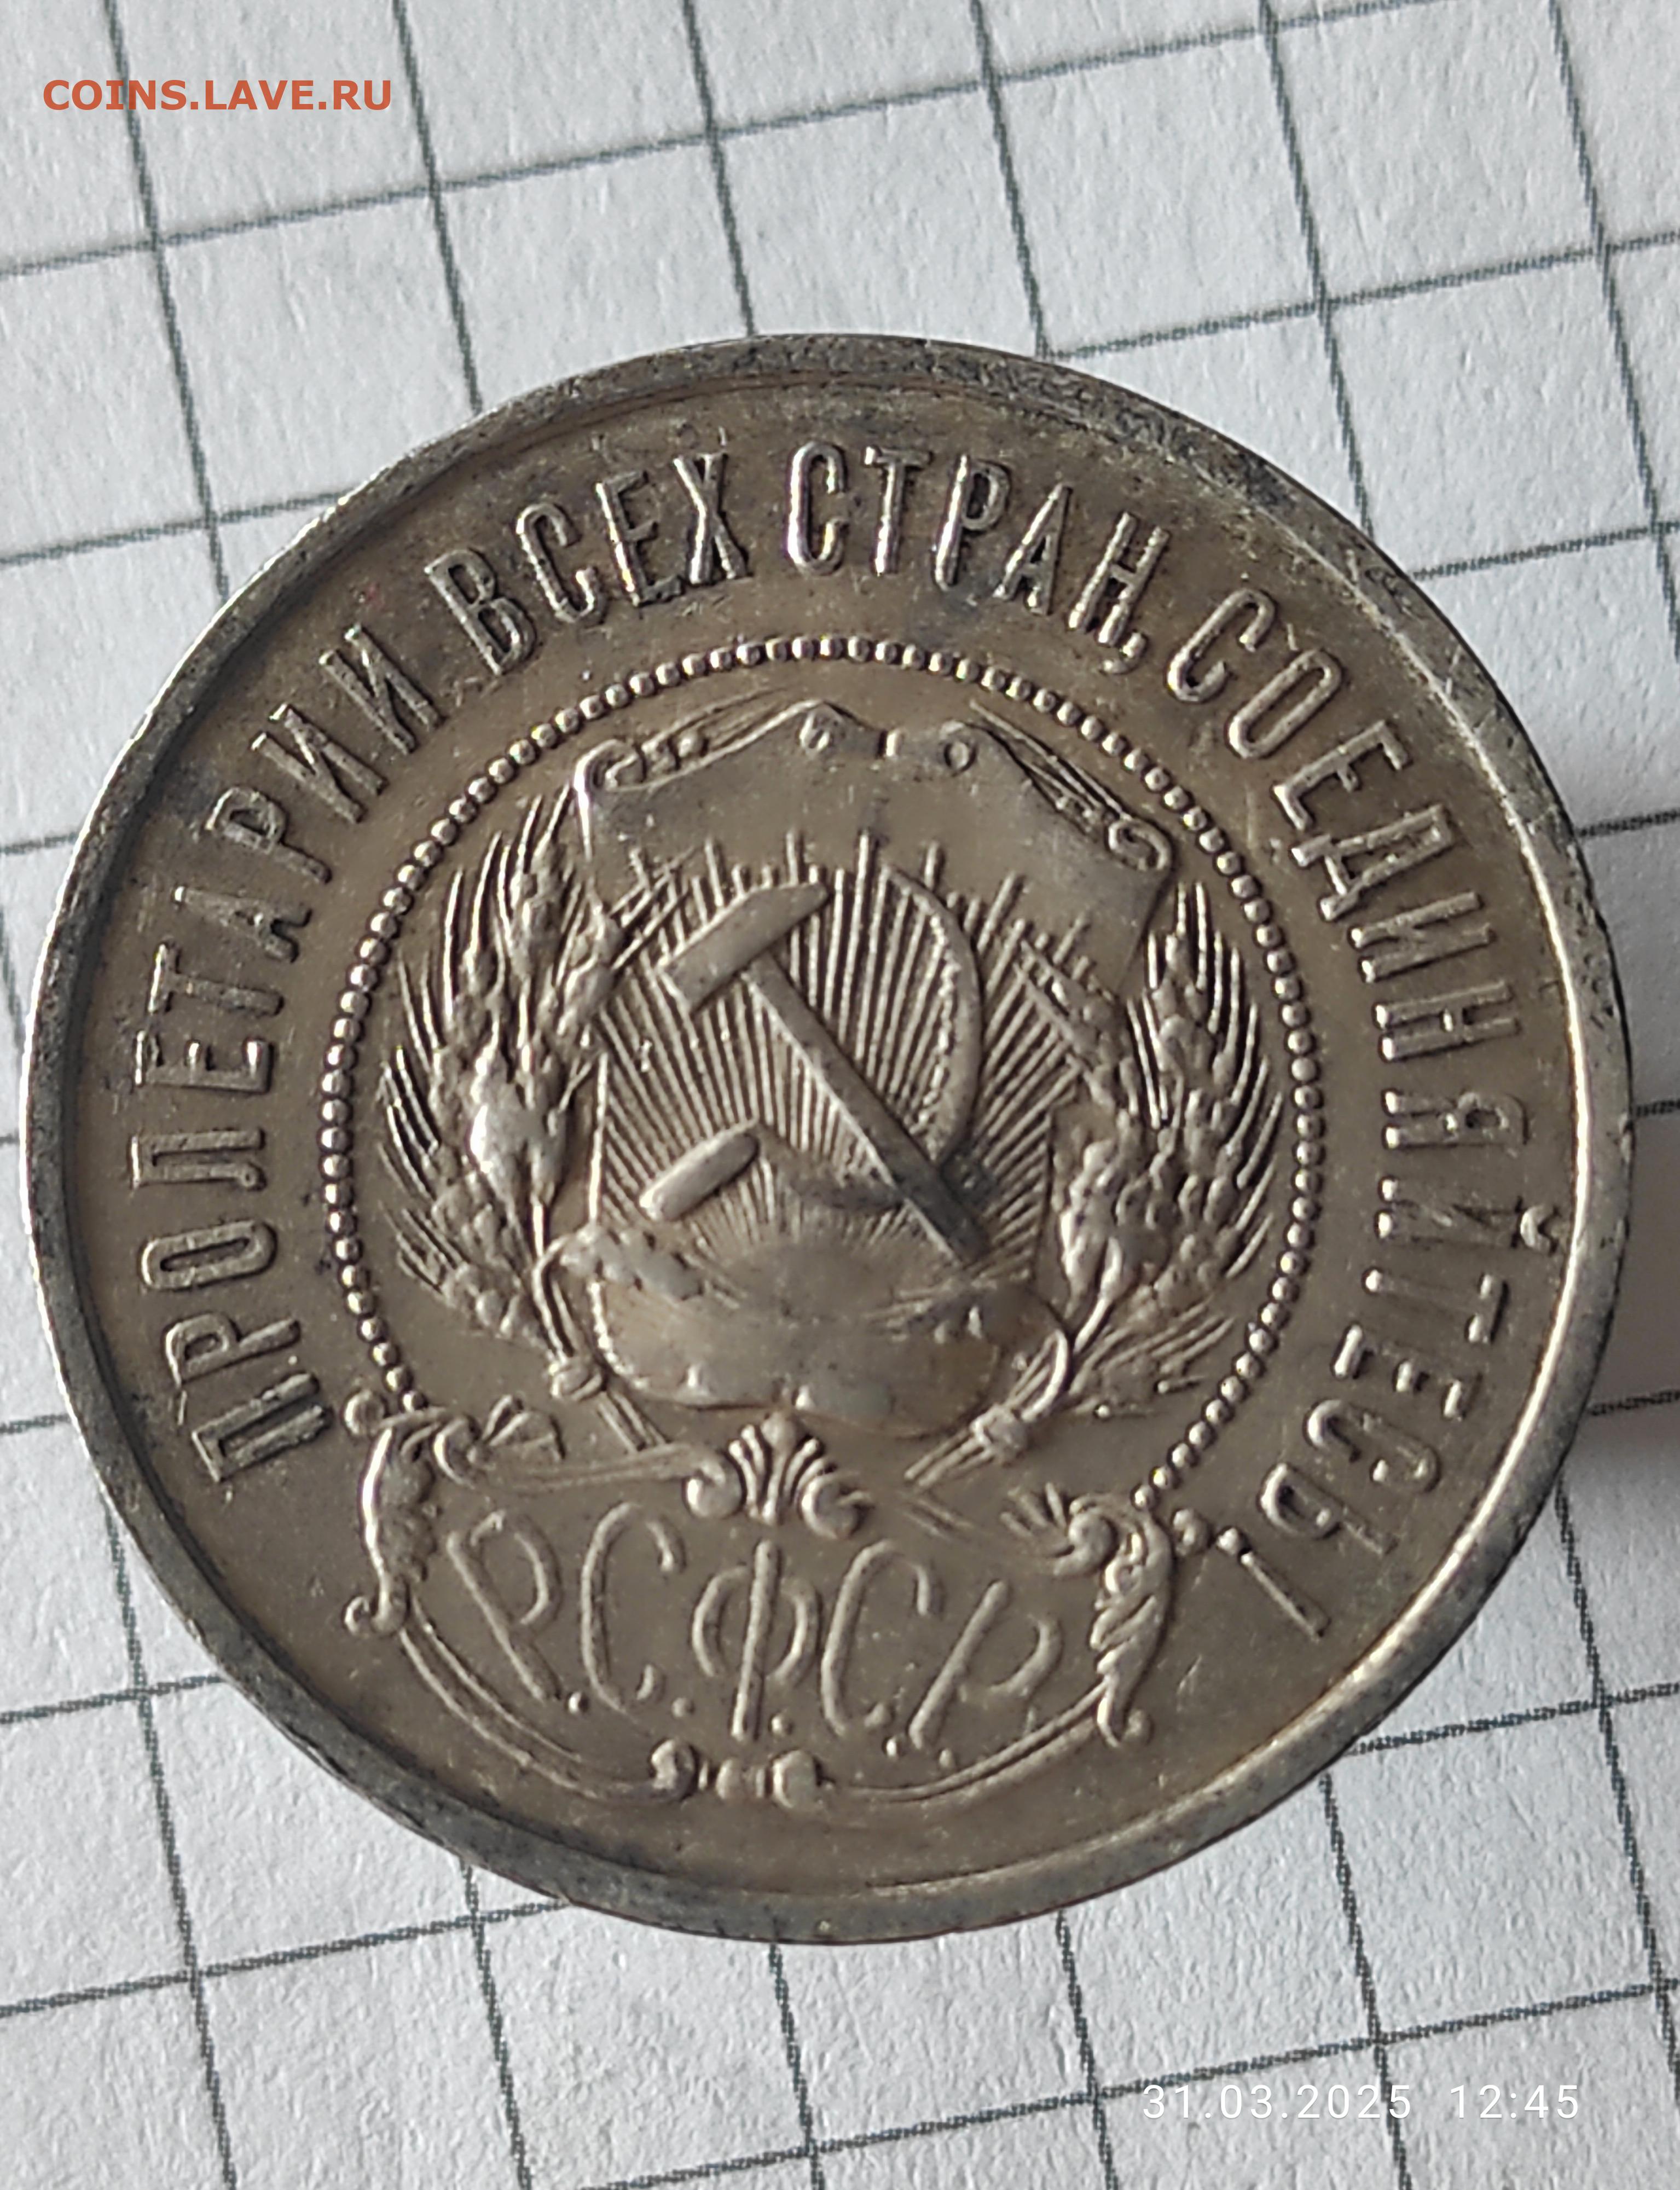 COINS.LAVE.RU
ПРОЛЕТАРИИ ВСЕХ СТРАН, СОЕДИНЯЙТЕСЬ!
Р.С.Ф.С.Р.
31.03.2025 12:45